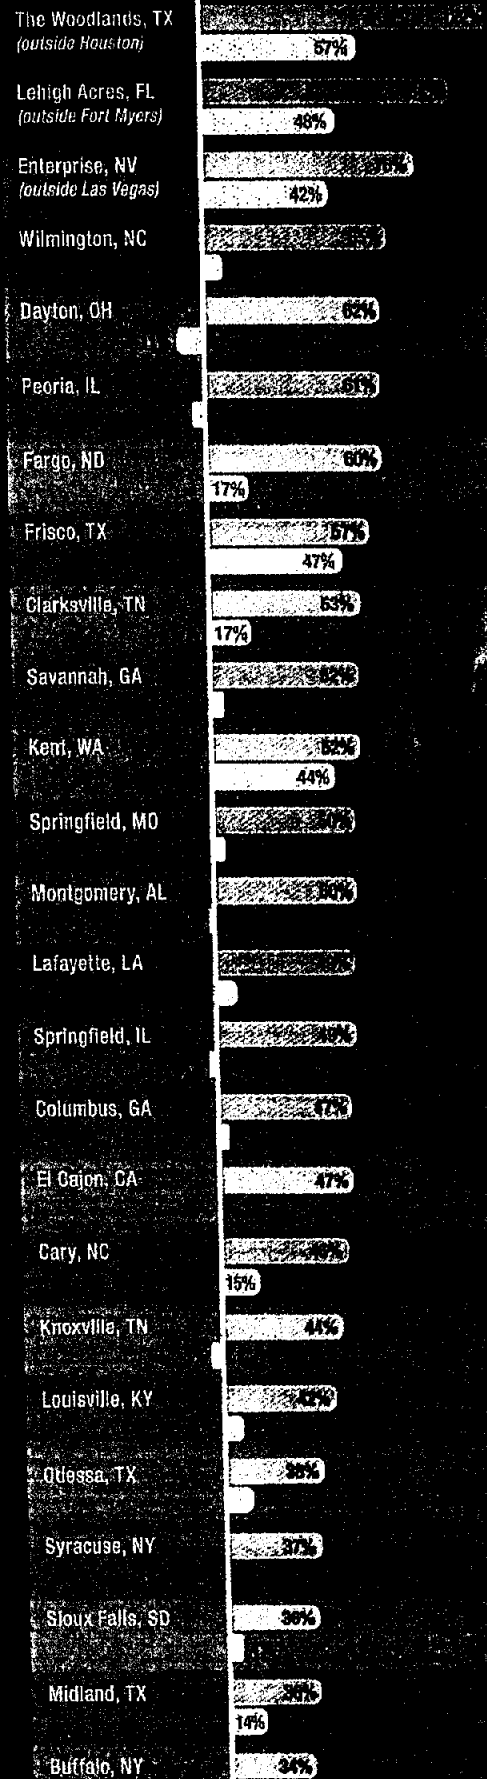 The Woodlands, TX
(outside Houston)
57%
Lehigh Acres, FL
(outside Fort Myers)
48%
Enterprise, NV
(outside Las Vegas)
42%
Wilmington, NC
Dayton, OH
62%
Peoria, IL
61%
Fargo, ND
60%
17%
Frisco, TX
57%
47%
Clarksville, TN
53%
17%
Savannah, GA
52%
Kent, WA
52%
44%
Springfield, MO
Montgomery, AL
50%
Lafayette, LA
Springfield, IL
49%
Columbus, GA
47%
El Cajon, CA
47%
Cary, NC
15%
Knoxville, TN
44%
Louisville, KY
42%
Odessa, TX
Syracuse, NY
37%
Sioux Falls, SD
36%
Midland, TX
14%
Buffalo, NY
34%